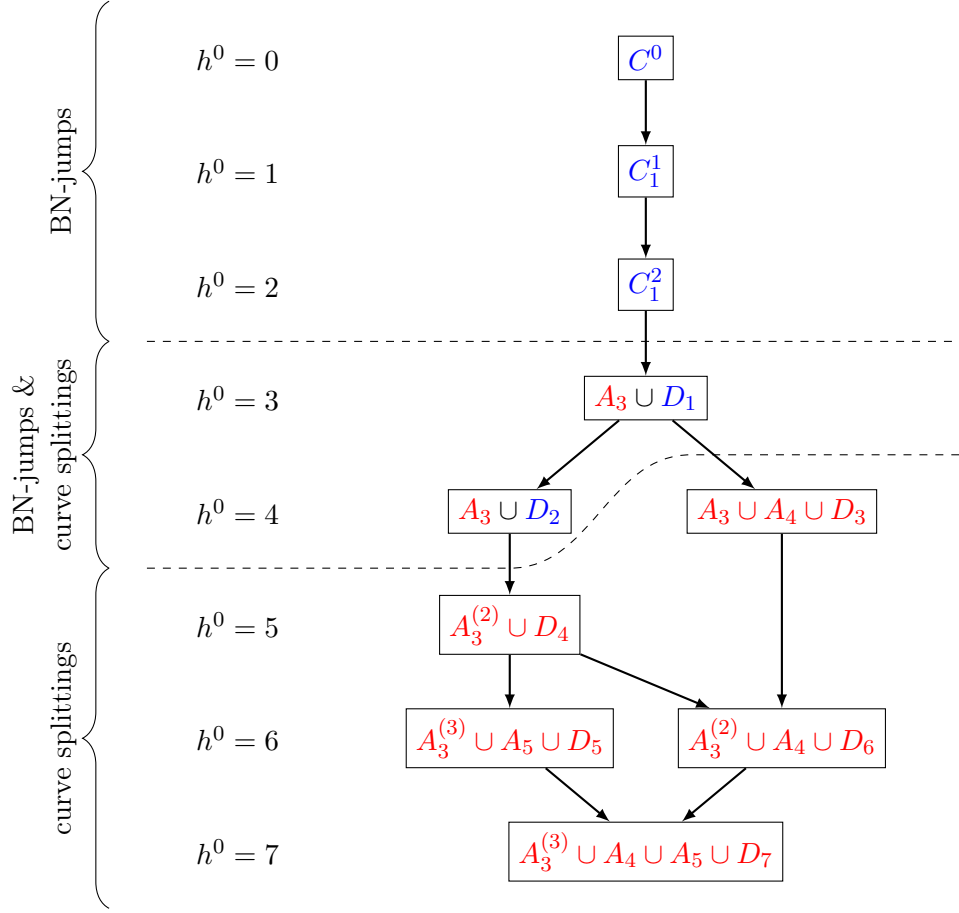 BN-jumps
h^0 = 0
C^0
h^0 = 1
C_1^1
h^0 = 2
C_1^2
BN-jumps &
curve splittings
h^0 = 3
A_3 ∪ D_1
h^0 = 4
A_3 ∪ D_2
A_3 ∪ A_4 ∪ D_3
curve splittings
h^0 = 5
A_3^{(2)} ∪ D_4
h^0 = 6
A_3^{(3)} ∪ A_5 ∪ D_5
A_3^{(2)} ∪ A_4 ∪ D_6
h^0 = 7
A_3^{(3)} ∪ A_4 ∪ A_5 ∪ D_7